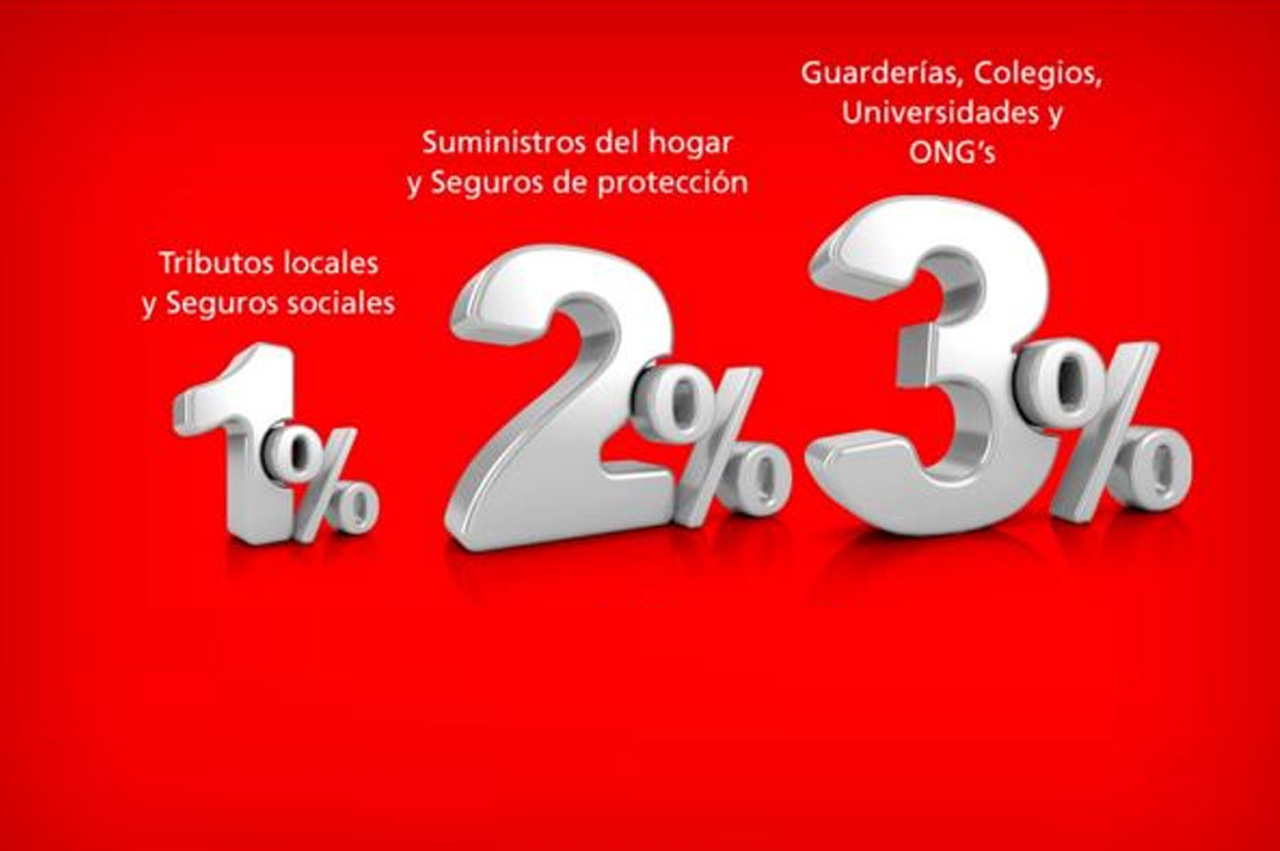 Tributos locales
y Seguros sociales
1%
Suministros del hogar
y Seguros de protección
2%
Guarderías, Colegios,
Universidades y
ONG’s
3%